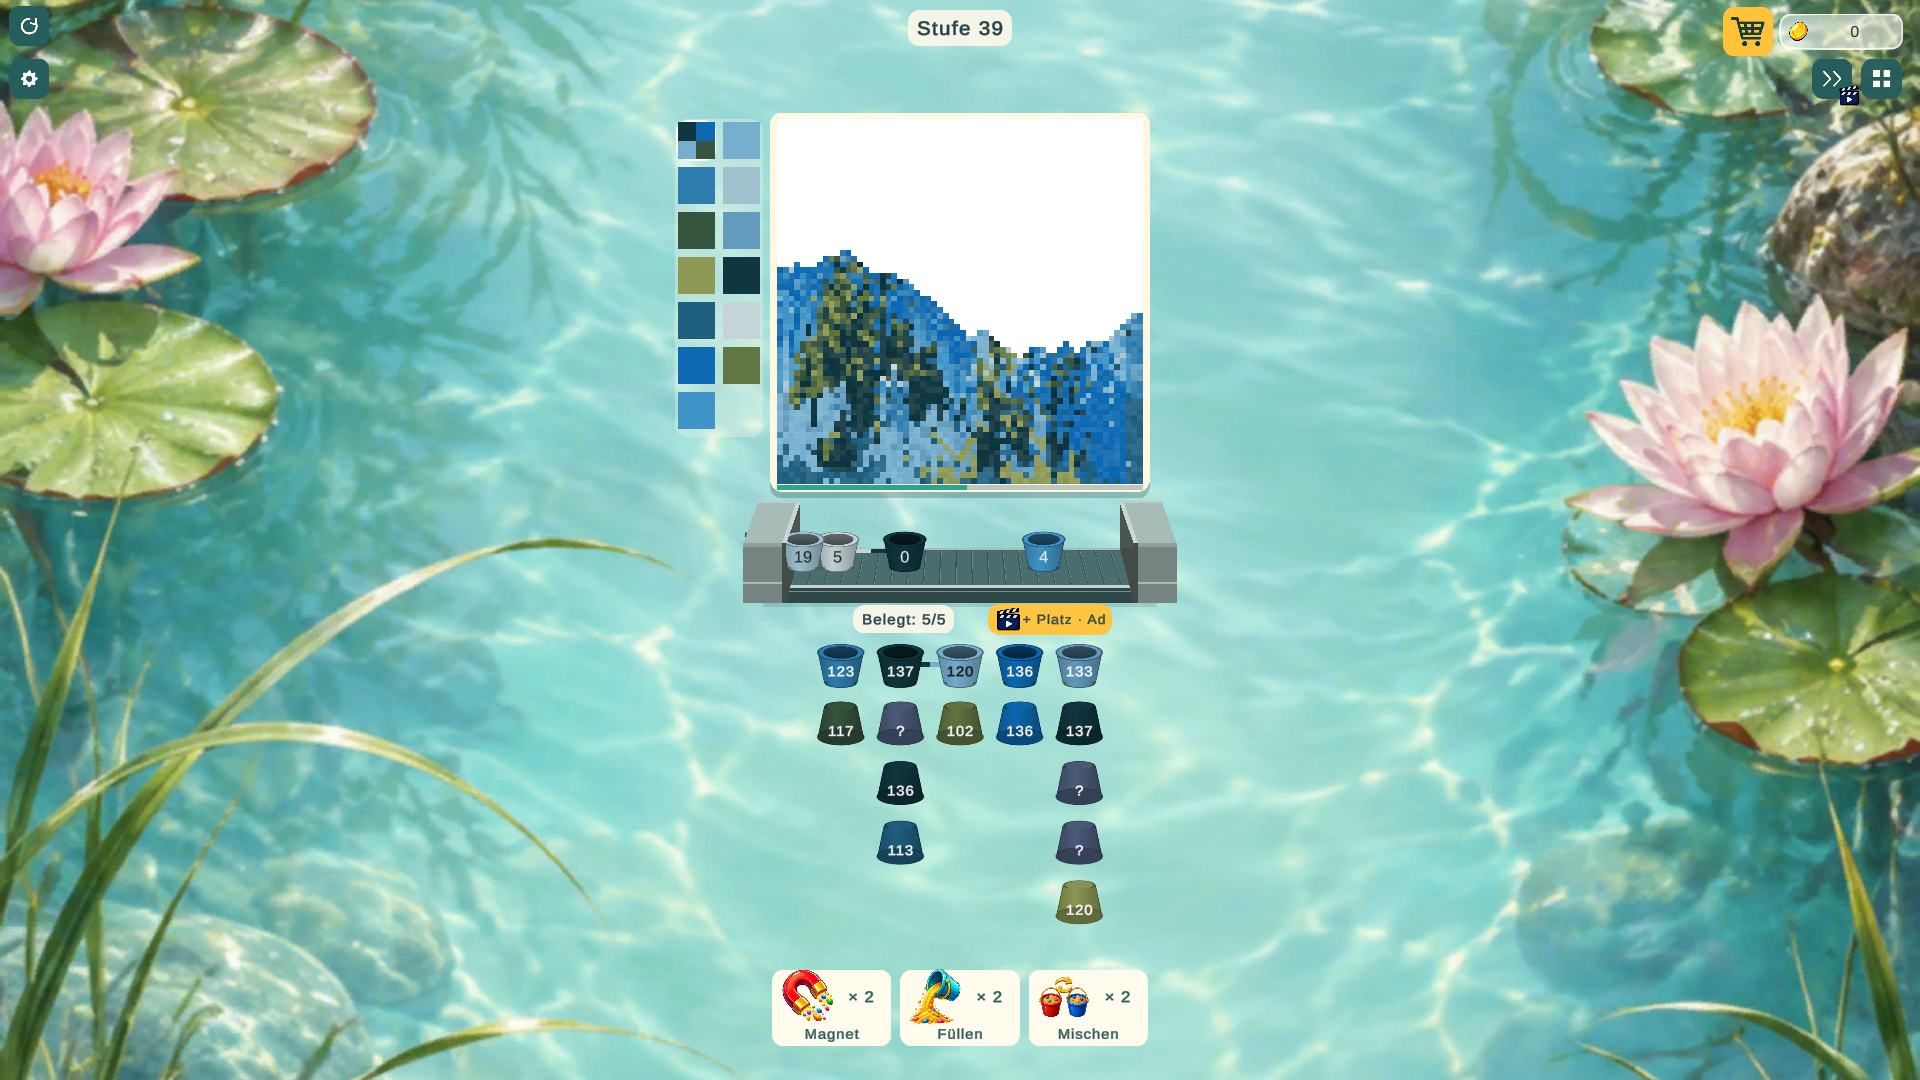 Stufe 39
0
19 5 0 4
Belegt: 5/5
+ Platz · Ad
123 137 120 136 133
117 ? 102 136 137
136 ?
113 ?
120
× 2 × 2 × 2
Magnet Füllen Mischen